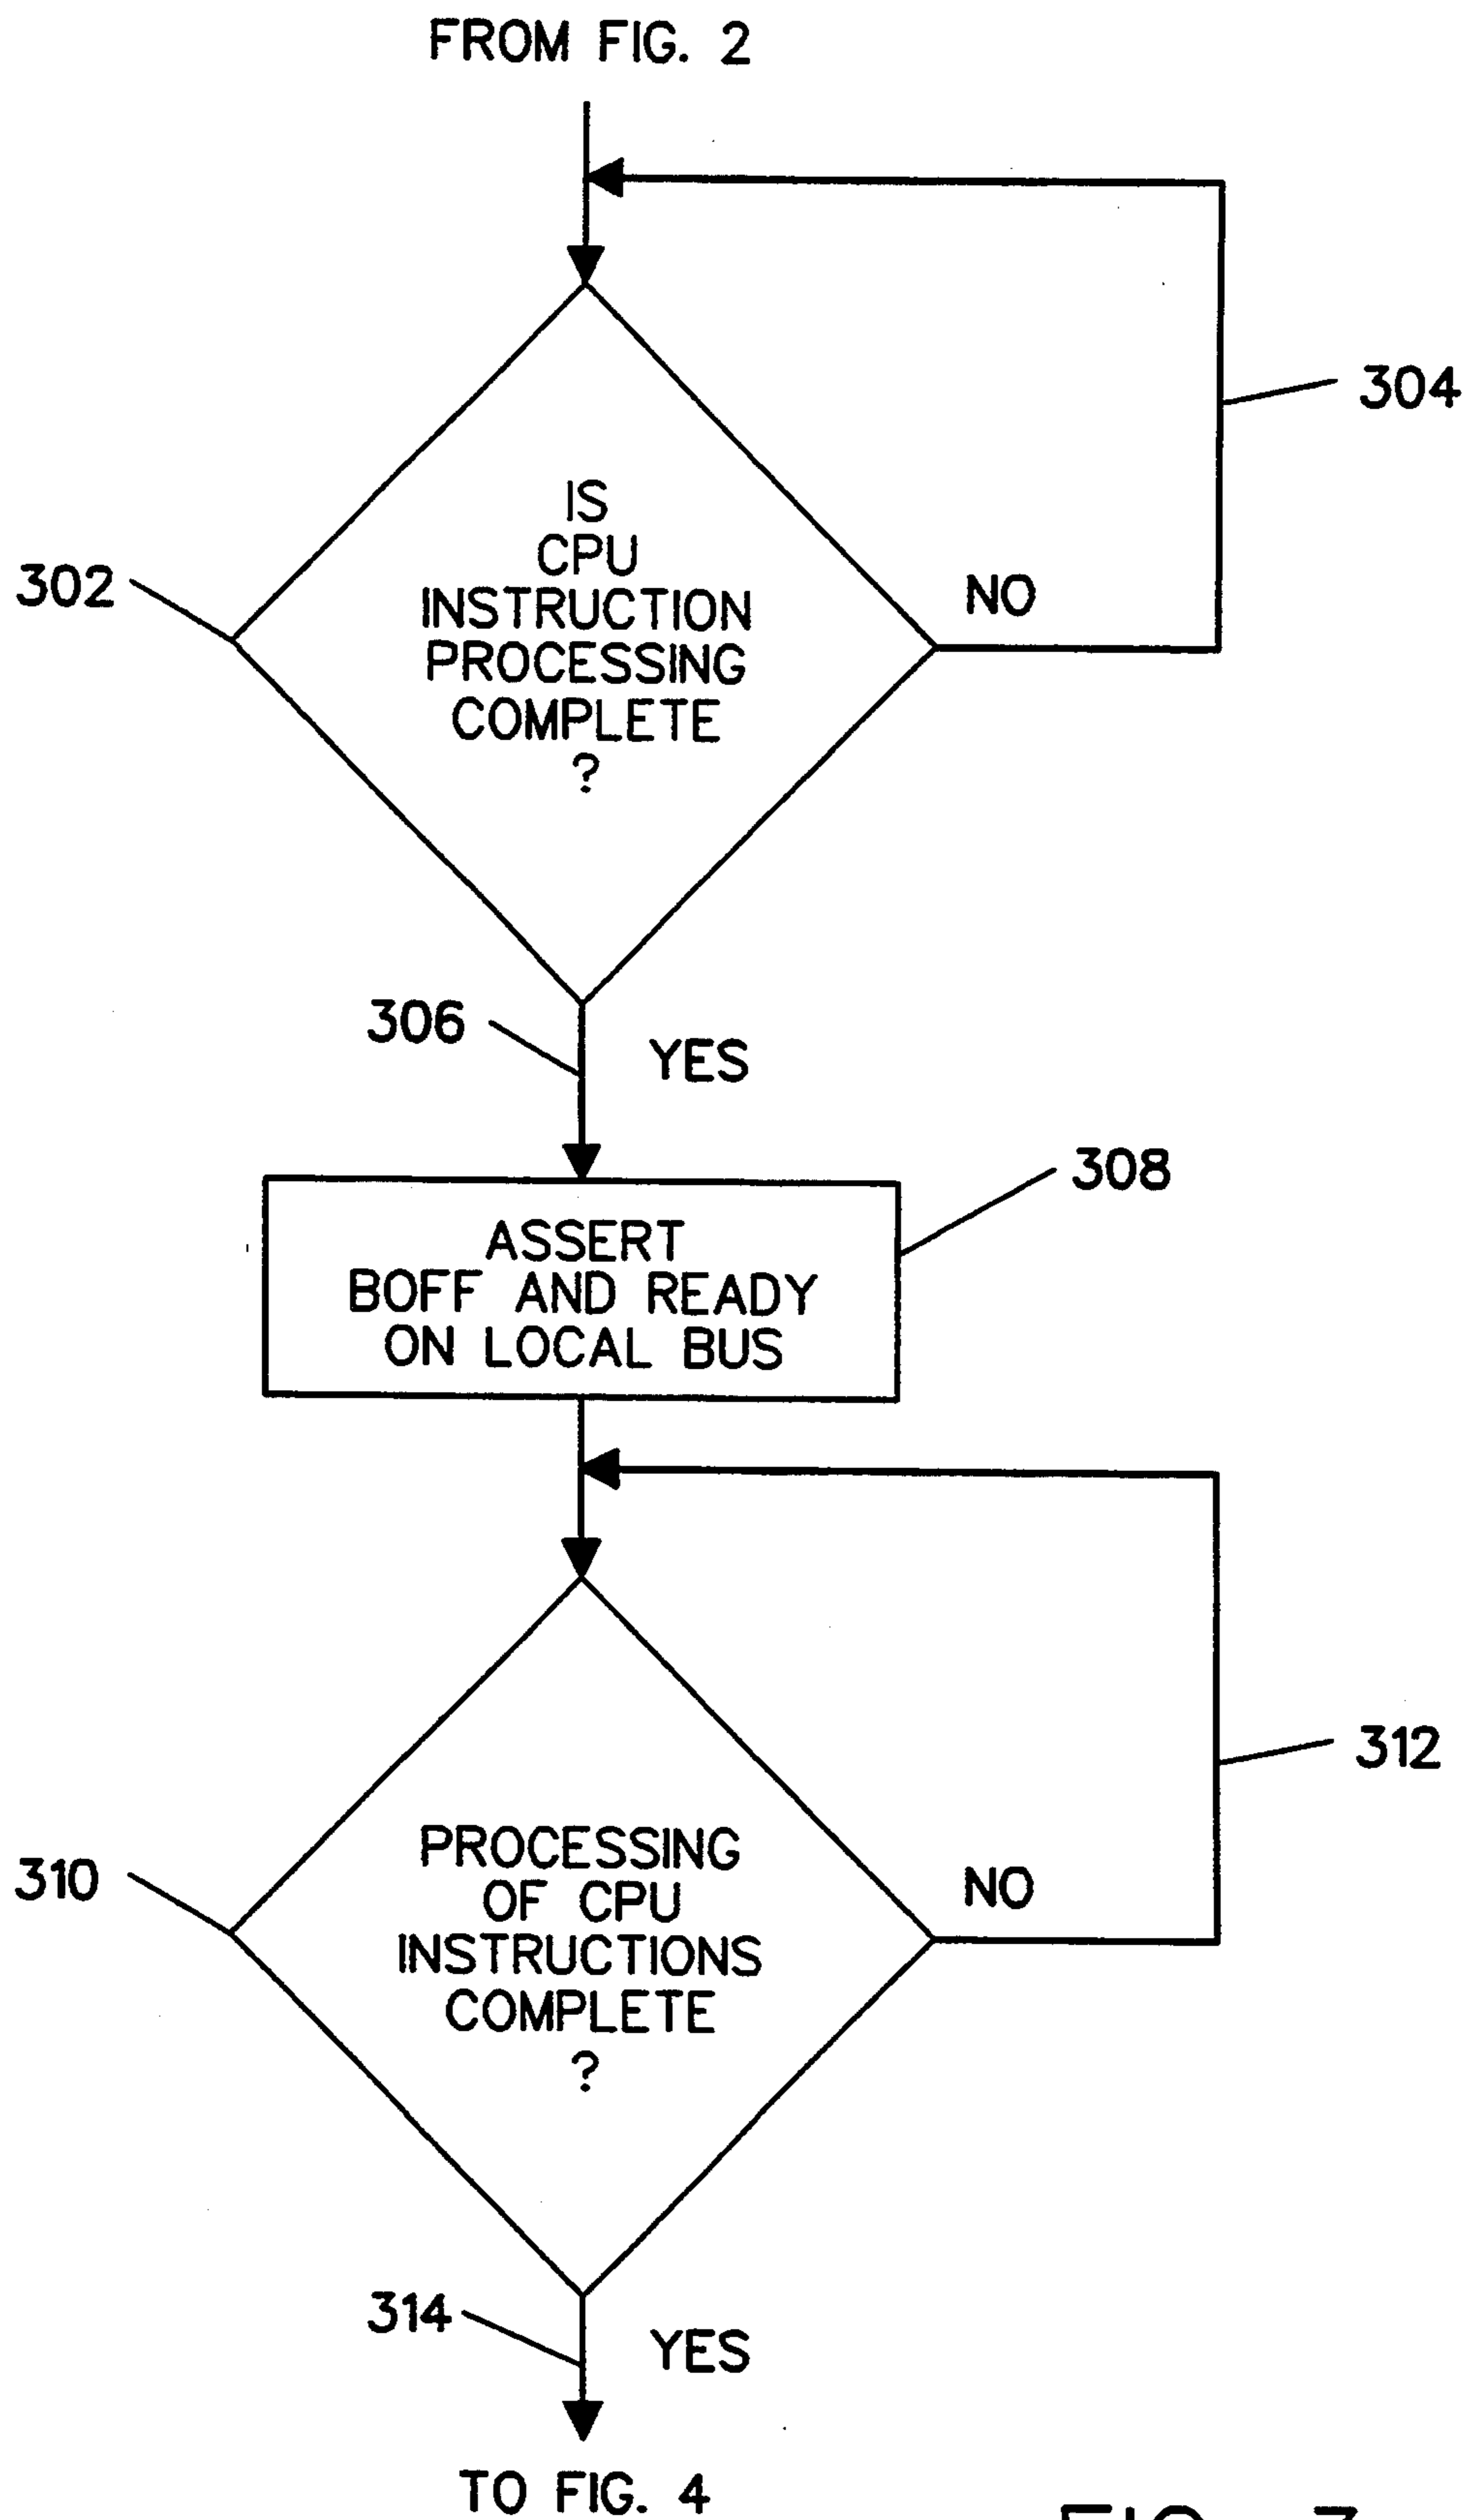 FROM FIG. 2
304
IS
CPU
302
INSTRUCTION
NO
PROCESSING
COMPLETE
?
306
YES
308
ASSERT
BOFF AND READY
ON LOCAL BUS
312
PROCESSING
310
OF CPU
NO
INSTRUCTIONS
COMPLETE
?
314
YES
TO FIG. 4